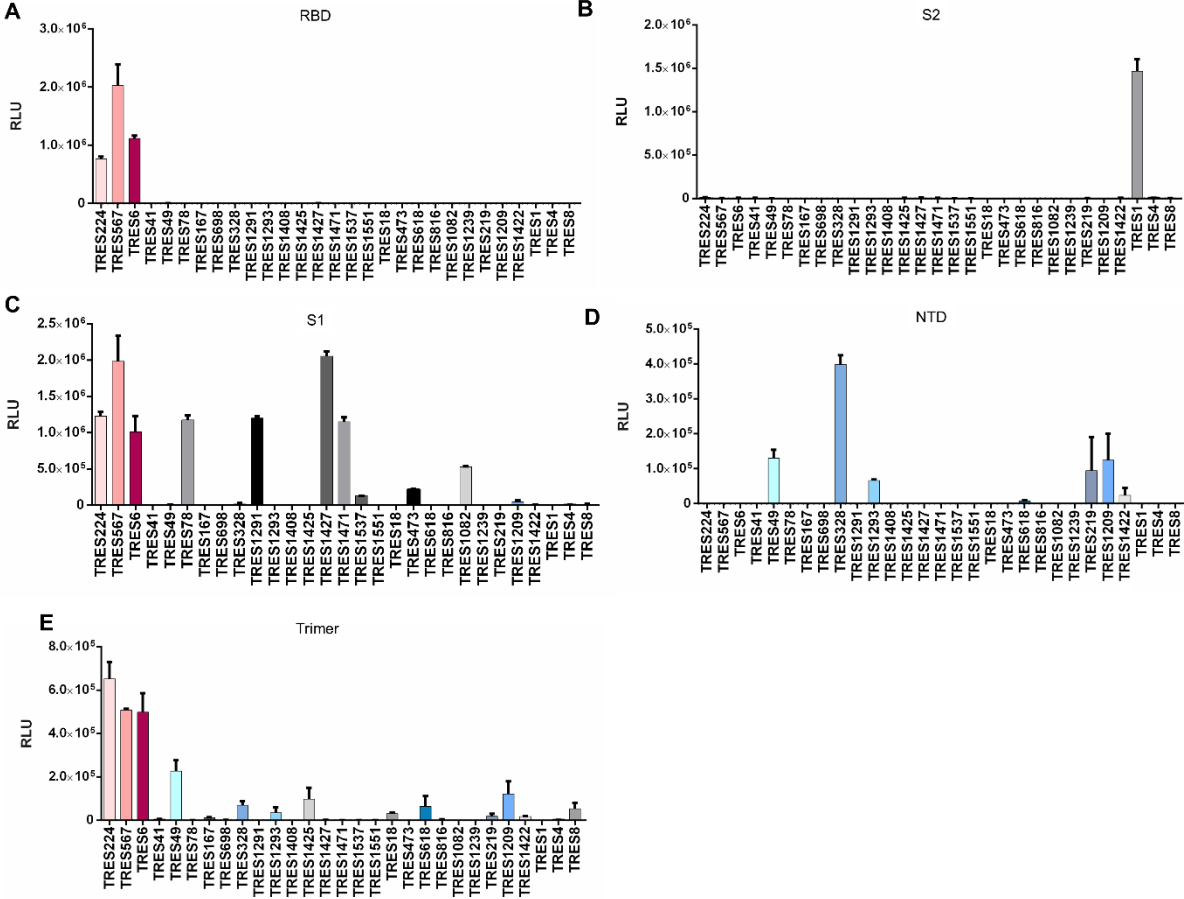 A
RBD
3.0×10⁶
2.0×10⁶
1.0×10⁶
0
RLU
TRES224 TRES567 TRES6 TRES41 TRES49 TRES78 TRES167 TRES698 TRES328 TRES1291 TRES1293 TRES1408 TRES1425 TRES1427 TRES1471 TRES1537 TRES1551 TRES18 TRES473 TRES618 TRES816 TRES1082 TRES1239 TRES219 TRES1209 TRES1422 TRES1 TRES4 TRES8
B
S2
2.0×10⁶
1.5×10⁶
1.0×10⁶
5.0×10⁵
0
RLU
TRES224 TRES567 TRES6 TRES41 TRES49 TRES78 TRES167 TRES698 TRES328 TRES1291 TRES1293 TRES1408 TRES1425 TRES1427 TRES1471 TRES1537 TRES1551 TRES18 TRES473 TRES618 TRES816 TRES1082 TRES1239 TRES219 TRES1209 TRES1422 TRES1 TRES4 TRES8
C
S1
2.5×10⁶
2.0×10⁶
1.5×10⁶
1.0×10⁶
5.0×10⁵
0
RLU
TRES224 TRES567 TRES6 TRES41 TRES49 TRES78 TRES167 TRES698 TRES328 TRES1291 TRES1293 TRES1408 TRES1425 TRES1427 TRES1471 TRES1537 TRES1551 TRES18 TRES473 TRES618 TRES816 TRES1082 TRES1239 TRES219 TRES1209 TRES1422 TRES1 TRES4 TRES8
D
NTD
5.0×10⁵
4.0×10⁵
3.0×10⁵
2.0×10⁵
1.0×10⁵
0
RLU
TRES224 TRES567 TRES6 TRES41 TRES49 TRES78 TRES167 TRES698 TRES328 TRES1291 TRES1293 TRES1408 TRES1425 TRES1427 TRES1471 TRES1537 TRES1551 TRES18 TRES473 TRES618 TRES816 TRES1082 TRES1239 TRES219 TRES1209 TRES1422 TRES1 TRES4 TRES8
E
Trimer
8.0×10⁵
6.0×10⁵
4.0×10⁵
2.0×10⁵
0
RLU
TRES224 TRES567 TRES6 TRES41 TRES49 TRES78 TRES167 TRES698 TRES328 TRES1291 TRES1293 TRES1408 TRES1425 TRES1427 TRES1471 TRES1537 TRES1551 TRES18 TRES473 TRES618 TRES816 TRES1082 TRES1239 TRES219 TRES1209 TRES1422 TRES1 TRES4 TRES8